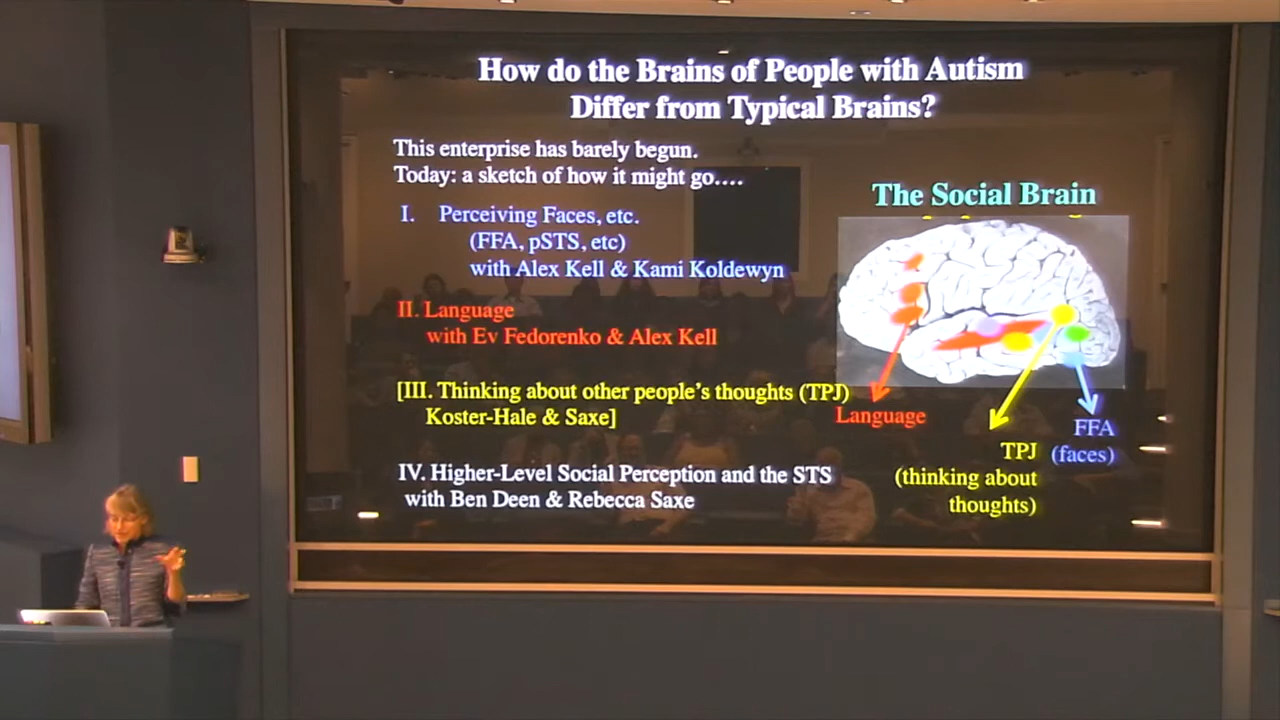 How do the Brains of People with Autism
Differ from Typical Brains?
This enterprise has barely begun.
Today: a sketch of how it might go….
I. Perceiving Faces, etc.
(FFA, pSTS, etc)
with Alex Kell & Kami Koldewyn
II. Language
with Ev Fedorenko & Alex Kell
[III. Thinking about other people's thoughts (TPJ)
Koster-Hale & Saxe]
IV. Higher-Level Social Perception and the STS
with Ben Deen & Rebecca Saxe
The Social Brain
Language
TPJ
(thinking about
thoughts)
FFA
(faces)